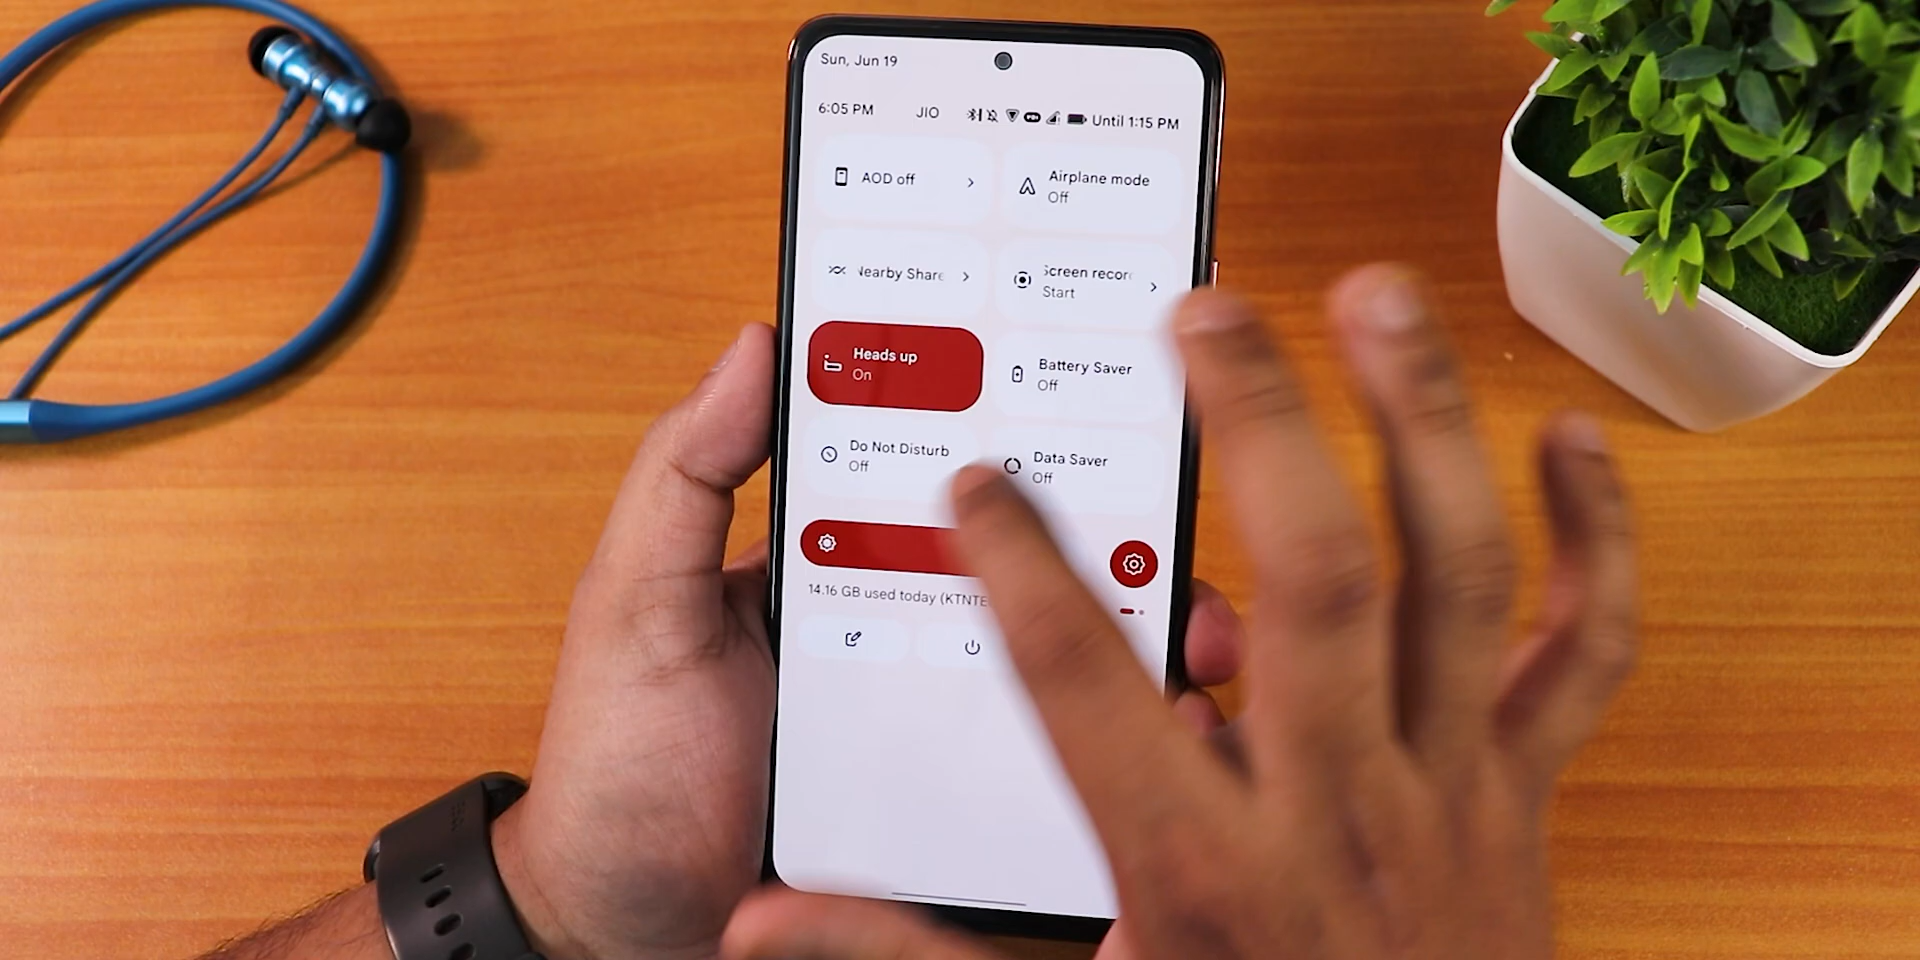 Sun, Jun 19
6:05 PM JIO Until 1:15 PM
AOD off
Airplane mode
Off
Nearby Share
Screen recor
Start
Heads up
On
Battery Saver
Off
Do Not Disturb
Off
Data Saver
Off
14.16 GB used today (KTNTE